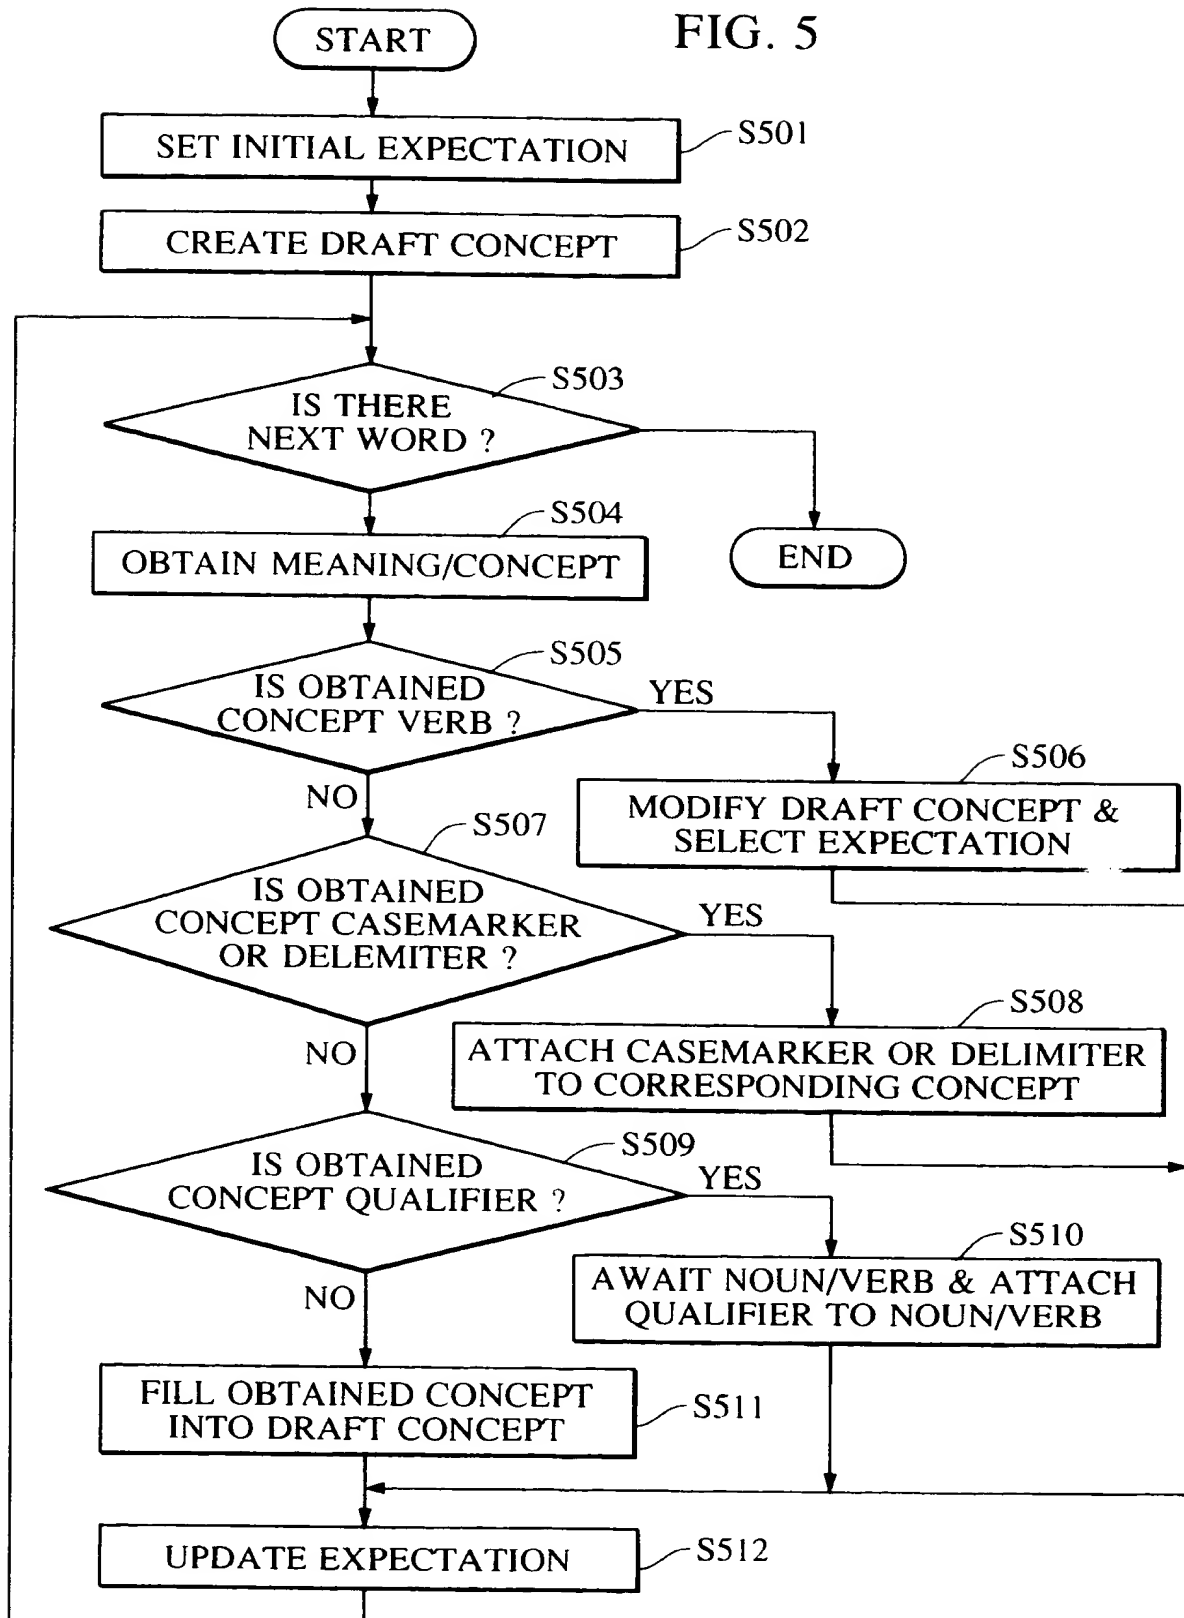 FIG. 5
START
SET INITIAL EXPECTATION
S501
CREATE DRAFT CONCEPT
S502
S503
IS THERE
NEXT WORD ?
S504
OBTAIN MEANING/CONCEPT
END
S505
IS OBTAINED
CONCEPT VERB ?
YES
NO
S506
MODIFY DRAFT CONCEPT &
SELECT EXPECTATION
S507
IS OBTAINED
CONCEPT CASEMARKER
OR DELEMITER ?
YES
NO
S508
ATTACH CASEMARKER OR DELIMITER
TO CORRESPONDING CONCEPT
S509
IS OBTAINED
CONCEPT QUALIFIER ?
YES
NO
S510
AWAIT NOUN/VERB & ATTACH
QUALIFIER TO NOUN/VERB
FILL OBTAINED CONCEPT
INTO DRAFT CONCEPT
S511
UPDATE EXPECTATION
S512